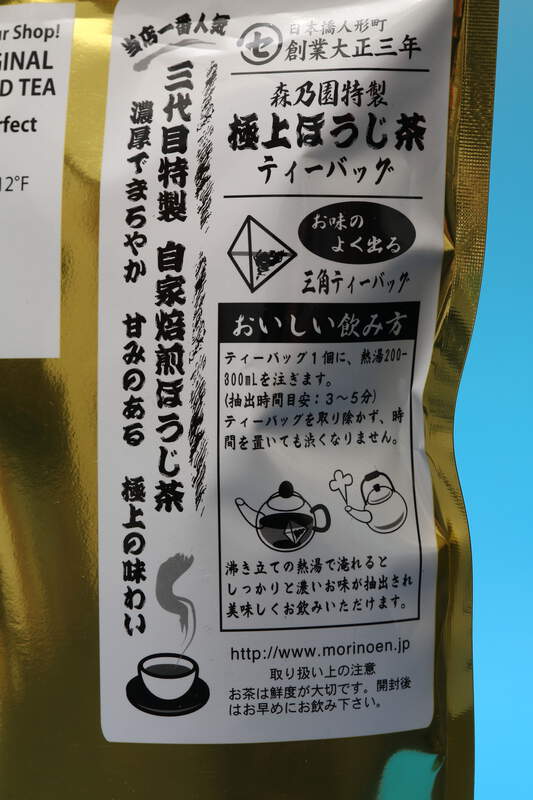 ur Shop!
GINAL
D TEA
rfect
12°F
当店一番人気
三代目特製 自家焙煎ほうじ茶
濃厚でまろやか 甘みのある 極上の味わい
セ
日本橋人形町
創業大正三年
森乃園特製
極上ほうじ茶
ティーバッグ
お味の
よく出る
三角ティーバッグ
おいしい飲み方
ティーバッグ1個に、熱湯200-
300mLを注ぎます。
(抽出時間目安:3~5分)
ティーバッグを取り除かず、時
間を置いても渋くなりません。
沸き立ての熱湯で淹れると
しっかりと濃いお味が抽出され
美味しくお飲みいただけます。
http://www.morinoen.jp
取り扱い上の注意
お茶は鮮度が大切です。開封後
はお早めにお飲み下さい。